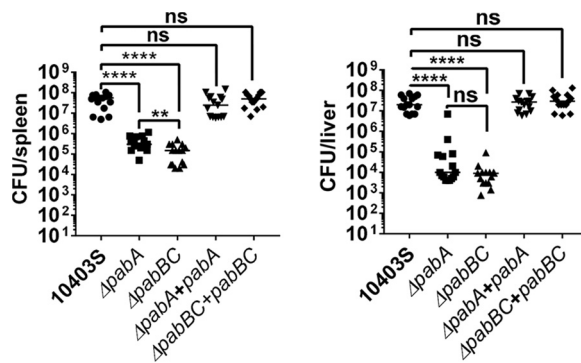 ns
ns
****
****
**
CFU/spleen
10⁹
10⁸
10⁷
10⁶
10⁵
10⁴
10³
10²
10¹
10403S
ΔpabA
ΔpabBC
ΔpabA+pabA
ΔpabBC+pabBC
ns
ns
****
****
ns
CFU/liver
10⁹
10⁸
10⁷
10⁶
10⁵
10⁴
10³
10²
10¹
10403S
ΔpabA
ΔpabBC
ΔpabA+pabA
ΔpabBC+pabBC